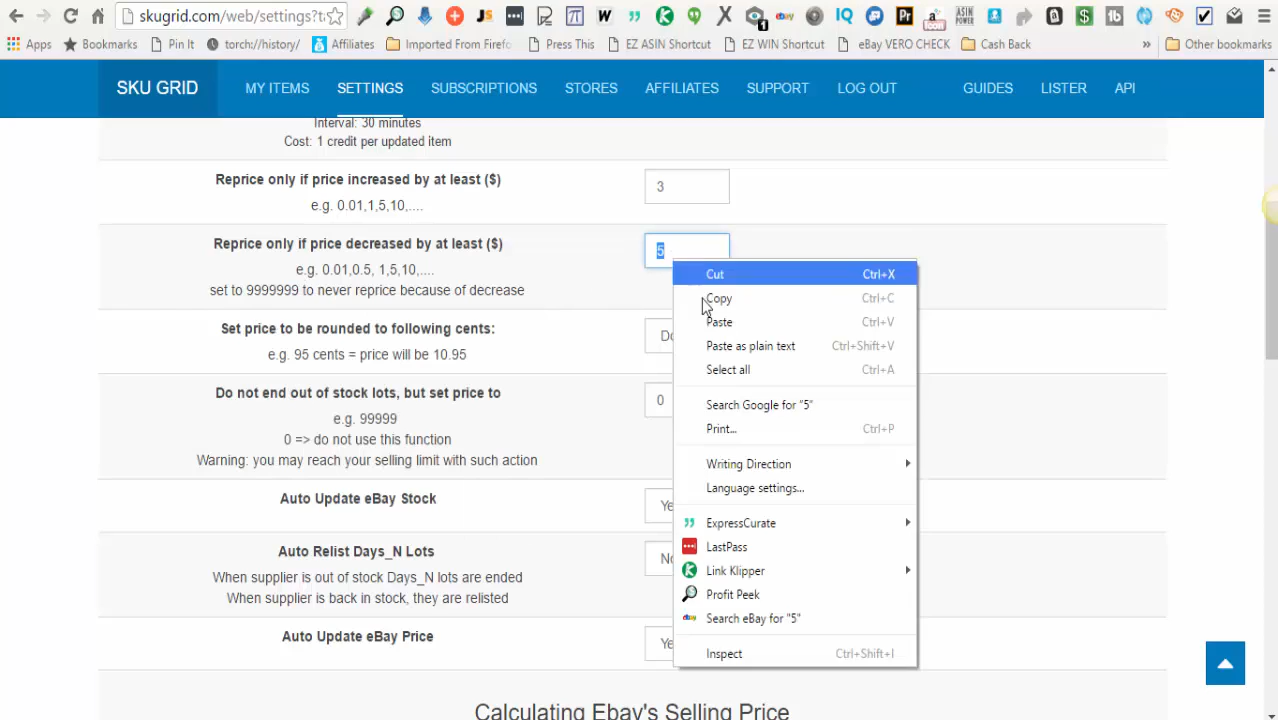 skugrid.com/web/settings?t
Apps Bookmarks Pin It torch://history/ Affiliates Imported From Firefo Press This EZ ASIN Shortcut EZ WIN Shortcut eBay VERO CHECK Cash Back » Other bookmarks
SKU GRID MY ITEMS SETTINGS SUBSCRIPTIONS STORES AFFILIATES SUPPORT LOG OUT GUIDES LISTER API
Interval: 30 minutes
Cost: 1 credit per updated item
Reprice only if price increased by at least ($)
3
e.g. 0.01,1,5,10,....
Reprice only if price decreased by at least ($)
5
e.g. 0.01,0.5, 1,5,10,....
set to 9999999 to never reprice because of decrease
Set price to be rounded to following cents:
Do
e.g. 95 cents = price will be 10.95
Do not end out of stock lots, but set price to
0
e.g. 99999
0 => do not use this function
Warning: you may reach your selling limit with such action
Auto Update eBay Stock
Ye
Auto Relist Days_N Lots
No
When supplier is out of stock Days_N lots are ended
When supplier is back in stock, they are relisted
Auto Update eBay Price
Ye
Calculating Ebay's Selling Price
Cut Ctrl+X
Copy Ctrl+C
Paste Ctrl+V
Paste as plain text Ctrl+Shift+V
Select all Ctrl+A
Search Google for "5"
Print... Ctrl+P
Writing Direction
Language settings...
ExpressCurate
LastPass
Link Klipper
Profit Peek
Search eBay for "5"
Inspect Ctrl+Shift+I